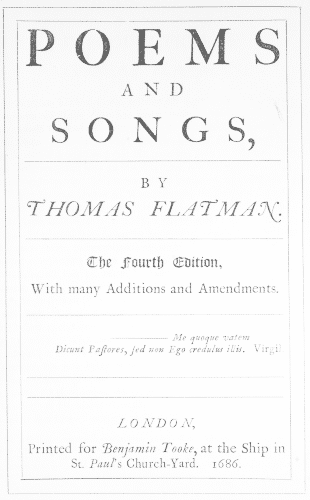 POEMS
AND
SONGS,
BY
THOMAS FLATMAN.
The Fourth Edition,
With many Additions and Amendments.
Me quoque vatem
Dicunt Paſtores, ſed non Ego credulus illis. Virgil
LONDON,
Printed for Benjamin Tooke, at the Ship in
St. Paul's Church-Yard. 1686.